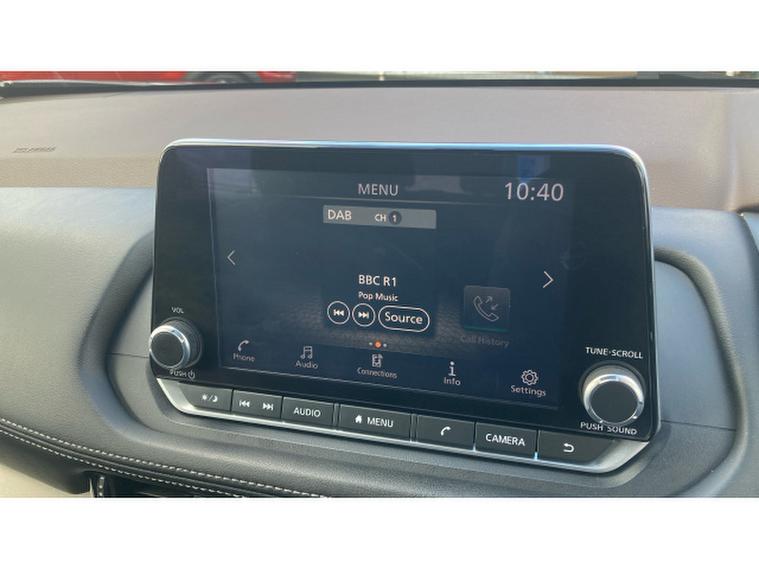 MENU 10:40
DAB CH 1
BBC R1
Pop Music
Source
Call History
Phone Audio Connections Info Settings
VOL
PUSH
TUNE·SCROLL
PUSH SOUND
AUDIO MENU CAMERA